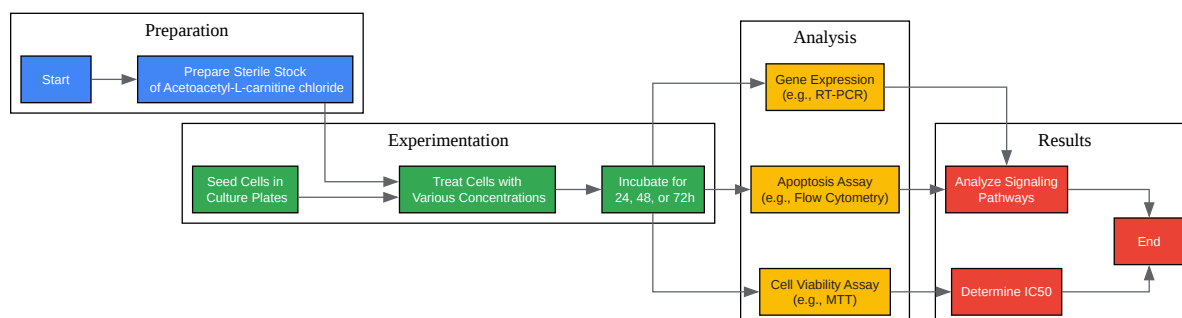 Preparation
Start
Prepare Sterile Stock
of Acetoacetyl-L-carnitine chloride
Experimentation
Seed Cells in
Culture Plates
Treat Cells with
Various Concentrations
Incubate for
24, 48, or 72h
Analysis
Gene Expression
(e.g., RT-PCR)
Apoptosis Assay
(e.g., Flow Cytometry)
Cell Viability Assay
(e.g., MTT)
Results
Analyze Signaling
Pathways
Determine IC50
End